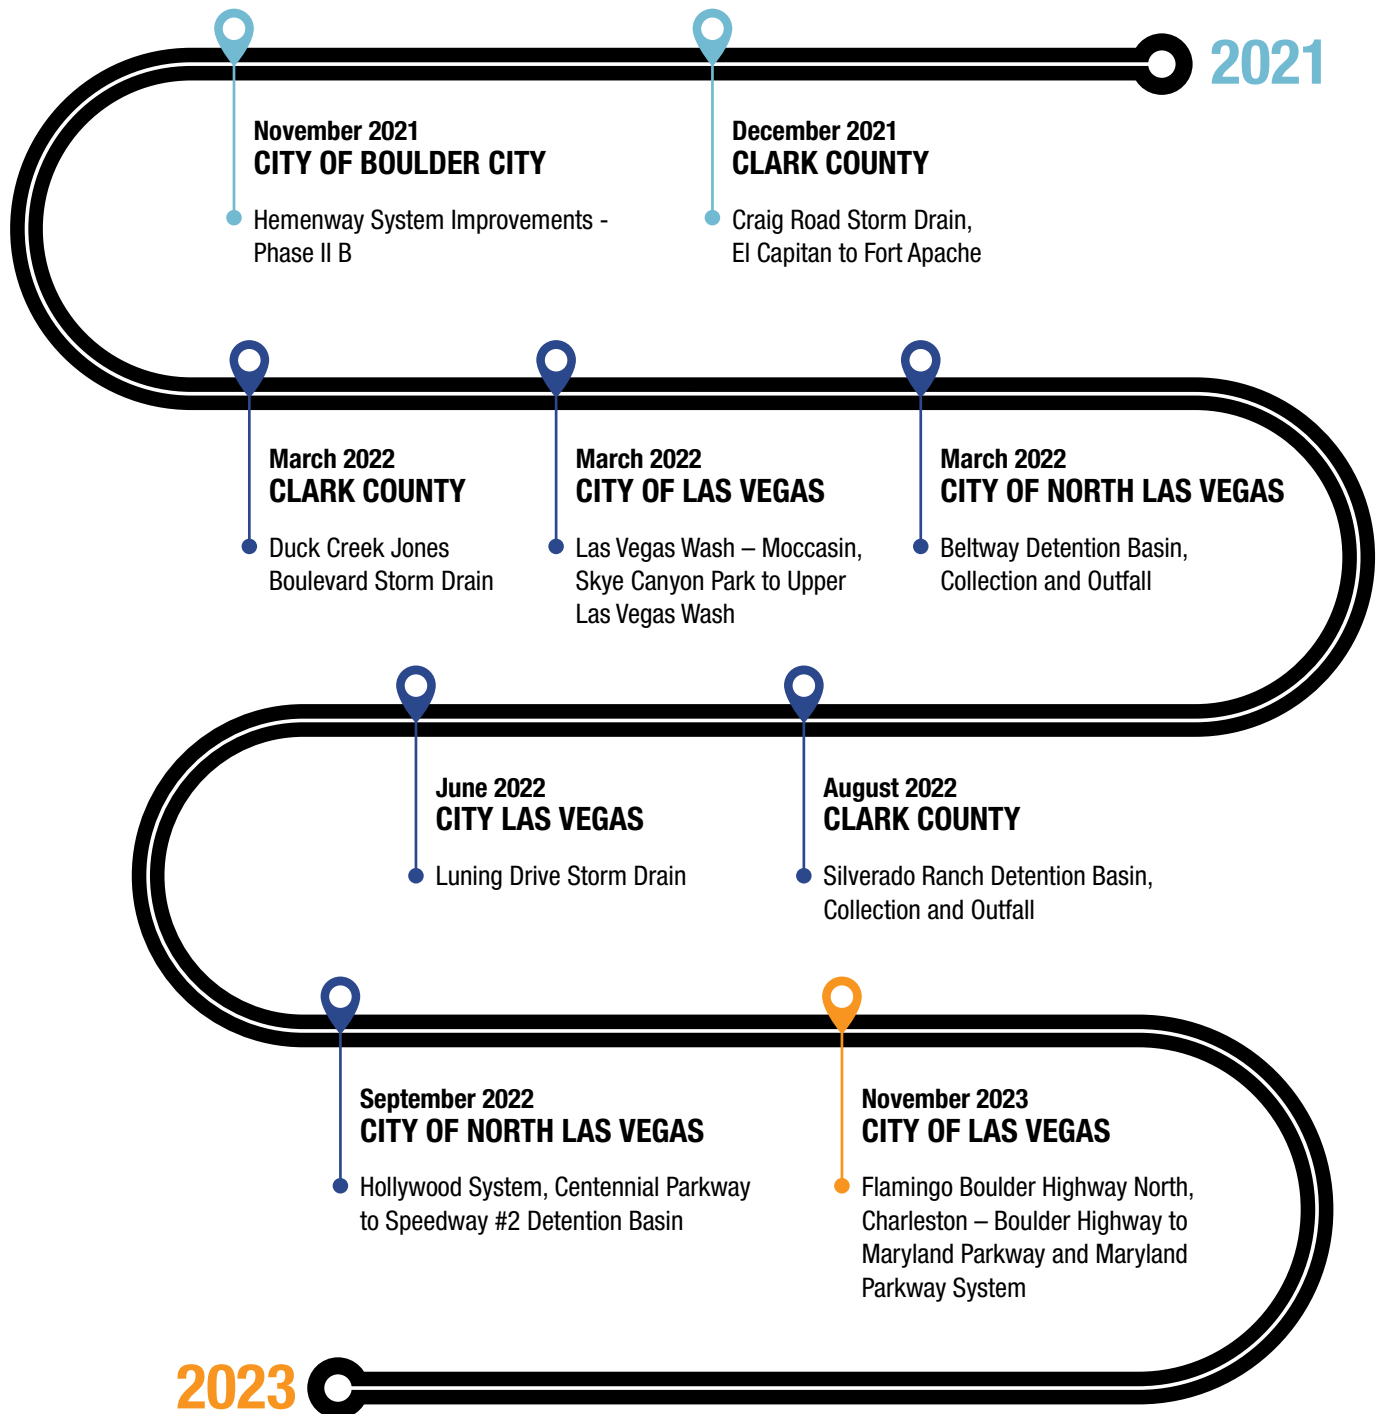 2021
November 2021
CITY OF BOULDER CITY
Hemenway System Improvements -
Phase II B
December 2021
CLARK COUNTY
Craig Road Storm Drain,
El Capitan to Fort Apache
March 2022
CLARK COUNTY
Duck Creek Jones
Boulevard Storm Drain
March 2022
CITY OF LAS VEGAS
Las Vegas Wash – Moccasin,
Skye Canyon Park to Upper
Las Vegas Wash
March 2022
CITY OF NORTH LAS VEGAS
Beltway Detention Basin,
Collection and Outfall
June 2022
CITY LAS VEGAS
Luning Drive Storm Drain
August 2022
CLARK COUNTY
Silverado Ranch Detention Basin,
Collection and Outfall
September 2022
CITY OF NORTH LAS VEGAS
Hollywood System, Centennial Parkway
to Speedway #2 Detention Basin
November 2023
CITY OF LAS VEGAS
Flamingo Boulder Highway North,
Charleston – Boulder Highway to
Maryland Parkway and Maryland
Parkway System
2023